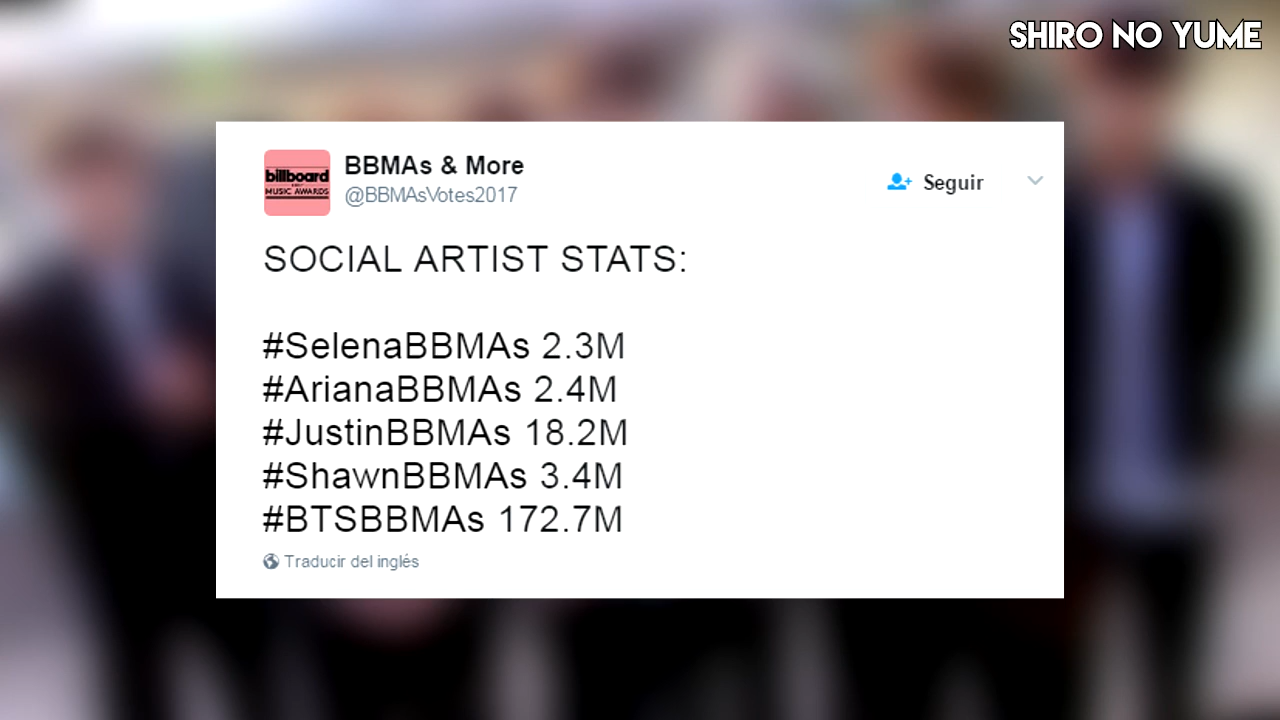 SHIRO NO YUME
billboard
MUSIC AWARDS
BBMAs & More
@BBMAsVotes2017
Seguir
SOCIAL ARTIST STATS:
#SelenaBBMAs 2.3M
#ArianaBBMAs 2.4M
#JustinBBMAs 18.2M
#ShawnBBMAs 3.4M
#BTSBBMAs 172.7M
Traducir del inglés